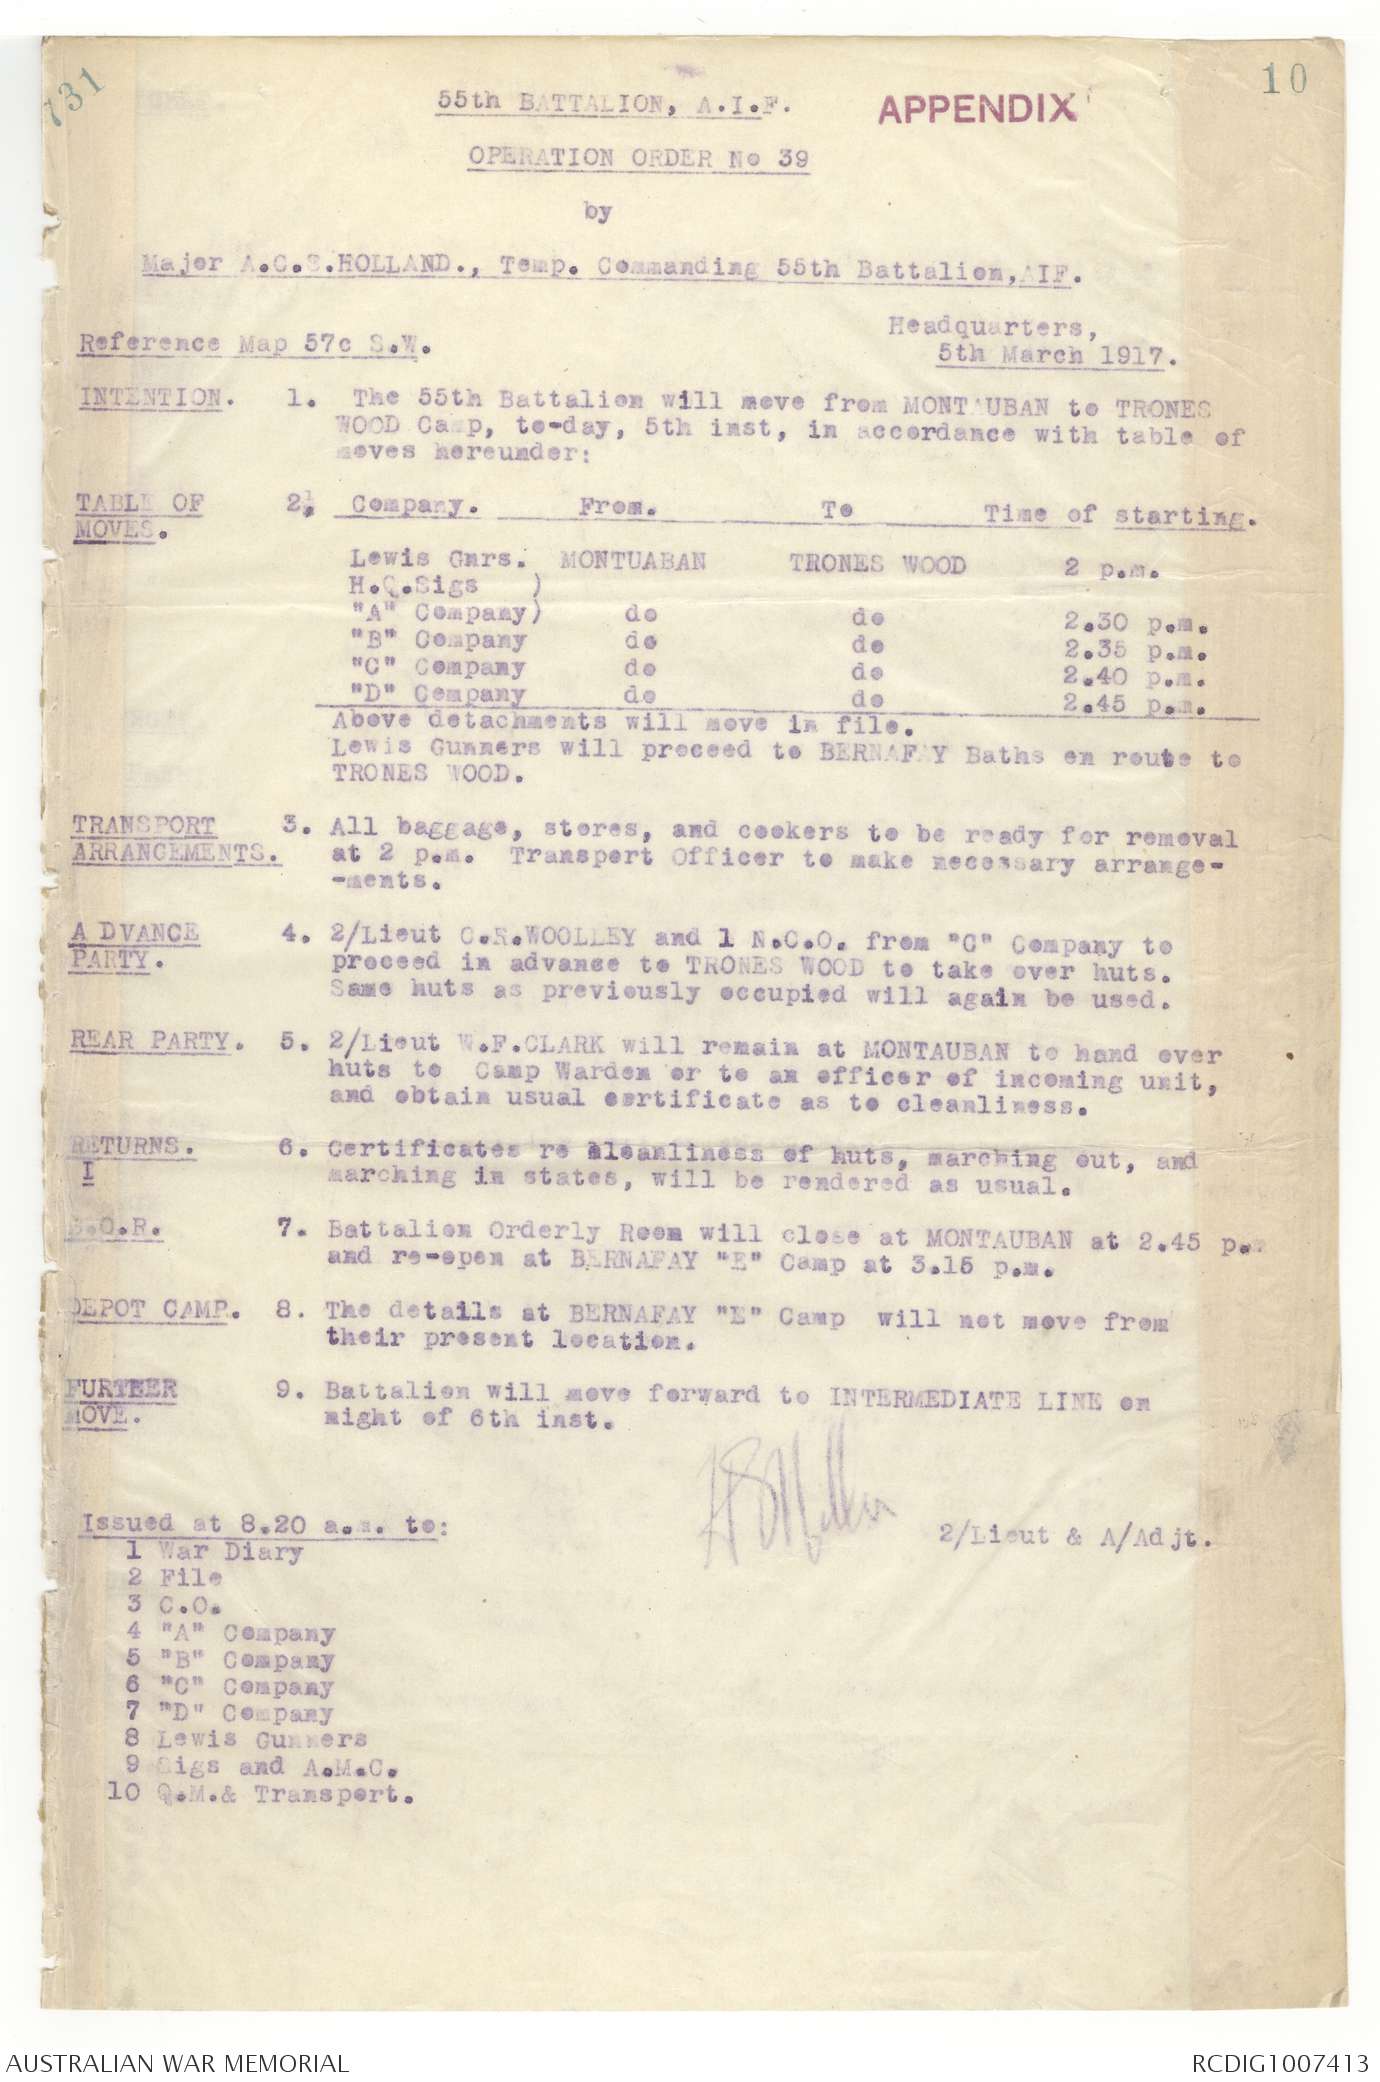 731
10
55th BATTALION, A.I.F.
APPENDIX
OPERATION ORDER No 39
by
Major A.C.S.HOLLAND., Temp. Commanding 55th Battalion,AIF.
Headquarters,
Reference Map 57c S.W.
5th March 1917.
INTENTION. 1. The 55th Battalion will move from MONTAUBAN to TRONES
WOOD Camp, to-day, 5th inst, in accordance with table of
moves hereunder:
TABLE OF 2. Company. From. To Time of starting.
MOVES.
Lewis Gnrs. MONTUABAN TRONES WOOD 2 p.m.
H.Q.Sigs )
"A" Company) do do 2.30 p.m.
"B" Company do do 2.35 p.m.
"C" Company do do 2.40 p.m.
"D" Company do do 2.45 p.m.
Above detachments will move in file.
Lewis Gunners will proceed to BERNAFAY Baths en route to
TRONES WOOD.
TRANSPORT 3. All baggage, stores, and cookers to be ready for removal
ARRANGEMENTS. at 2 p.m. Transport Officer to make necessary arrange-
-ments.
A DVANCE 4. 2/Lieut C.R.WOOLLEY and 1 N.C.O. from "C" Company to
PARTY. proceed in advance to TRONES WOOD to take over huts.
Same huts as previously occupied will again be used.
REAR PARTY. 5. 2/Lieut W.F.CLARK will remain at MONTAUBAN to hand over
huts to Camp Warden or to an officer of incoming unit,
and obtain usual certificate as to cleanliness.
RETURNS. 6. Certificates re cleanliness of huts, marching out, and
I marching in states, will be rendered as usual.
B.O.R. 7. Battalion Orderly Room will close at MONTAUBAN at 2.45 p.m
and re-open at BERNAFAY "E" Camp at 3.15 p.m.
DEPOT CAMP. 8. The details at BERNAFAY "E" Camp will not move from
their present location.
FURTHER 9. Battalion will move forward to INTERMEDIATE LINE on
MOVE. night of 6th inst.
Issued at 8.20 a.m. to:
2/Lieut & A/Adjt.
1 War Diary
2 File
3 C.O.
4 "A" Company
5 "B" Company
6 "C" Company
7 "D" Company
8 Lewis Gunners
9 Sigs and A.M.C.
10 Q.M.& Transport.
AUSTRALIAN WAR MEMORIAL
RCDIG1007413